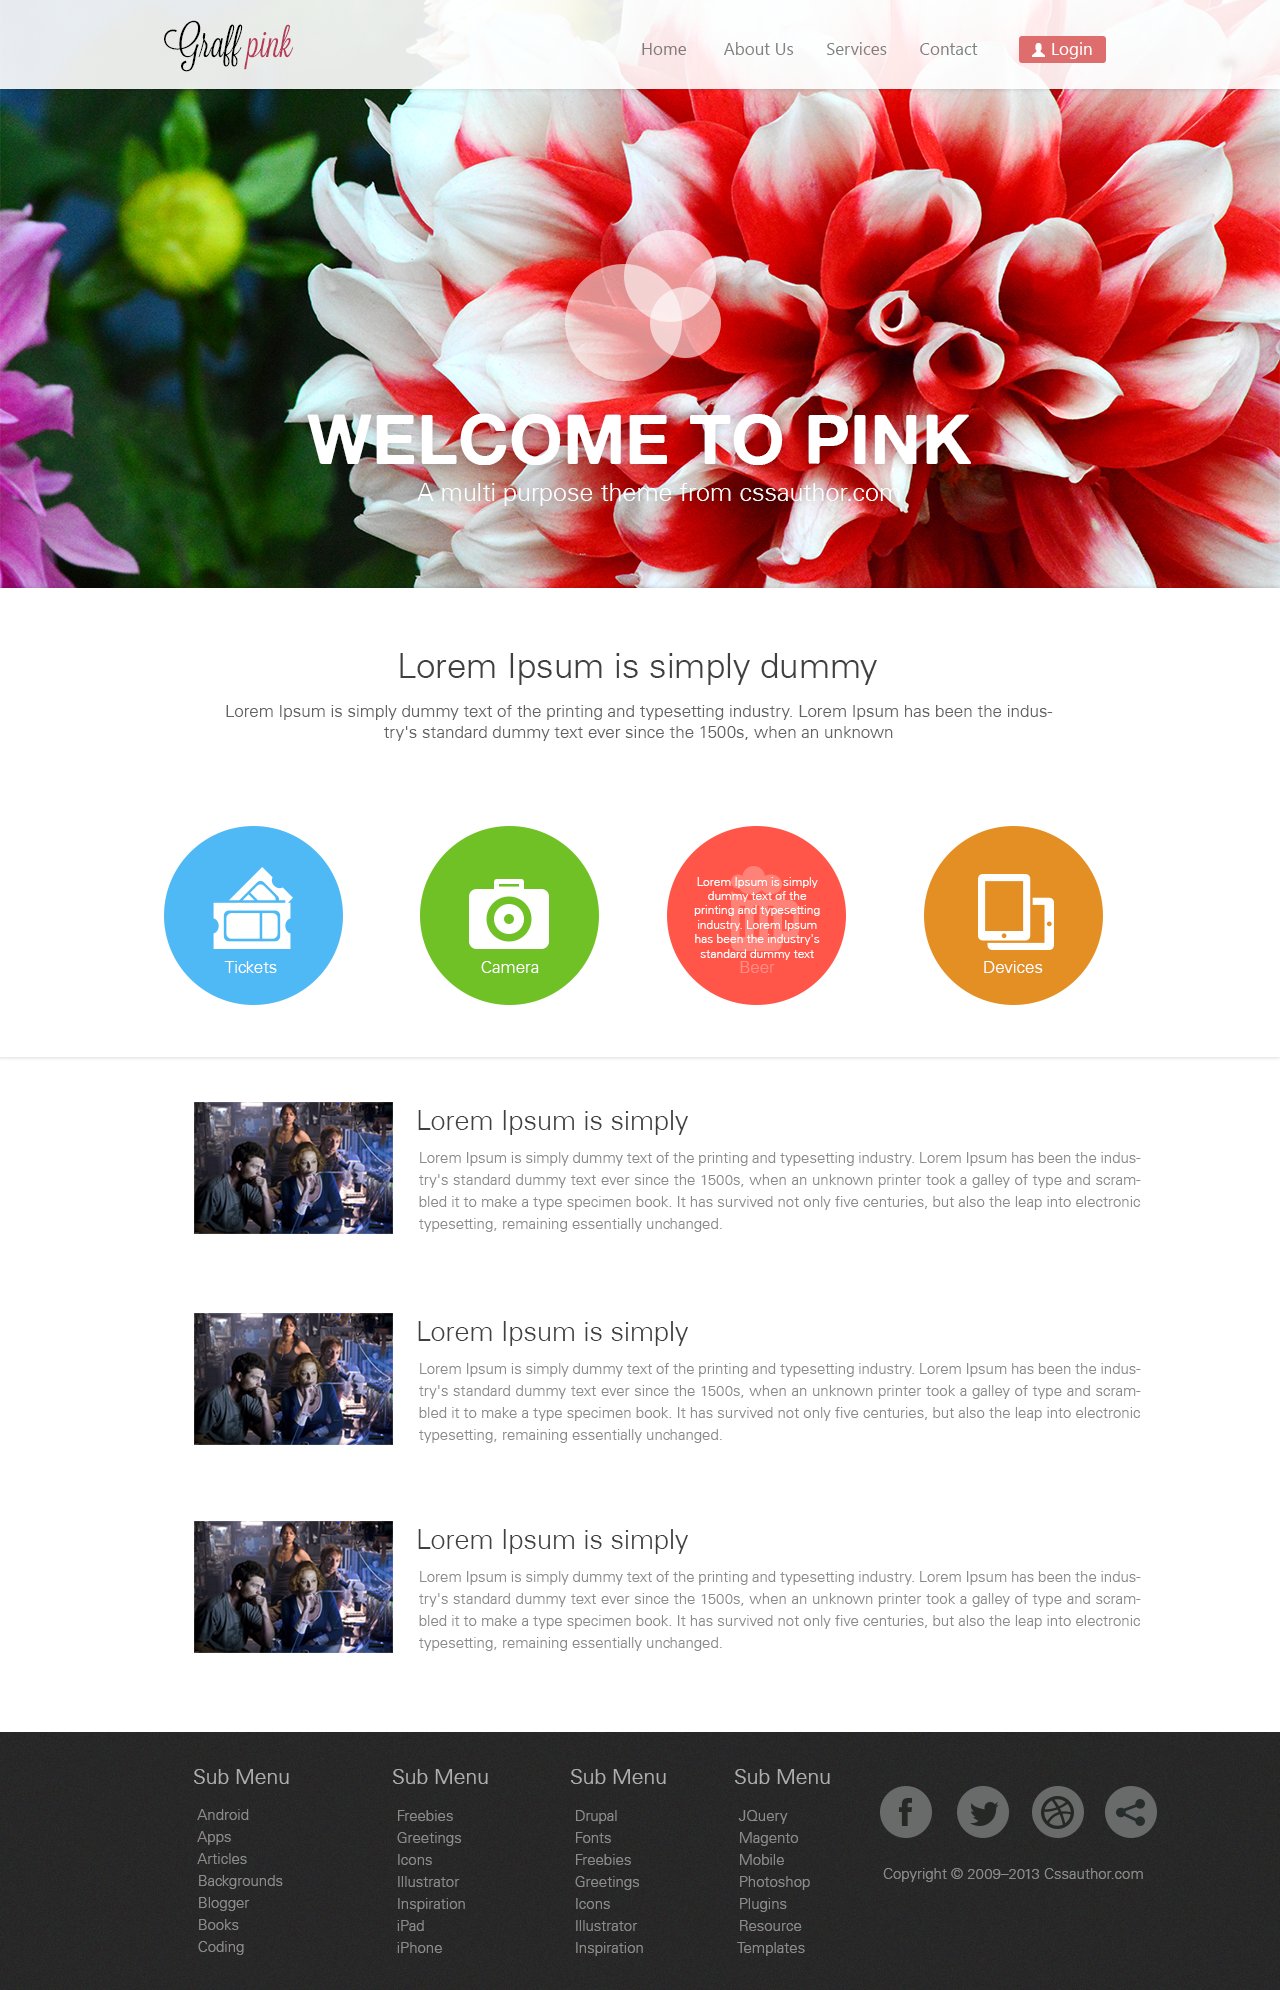 Graff pink
Home About Us Services Contact Login
WELCOME TO PINK
A multi purpose theme from cssauthor.com
Lorem Ipsum is simply dummy
Lorem Ipsum is simply dummy text of the printing and typesetting industry. Lorem Ipsum has been the indus-
try's standard dummy text ever since the 1500s, when an unknown
Tickets
Camera
Lorem Ipsum is simply
dummy text of the
printing and typesetting
industry. Lorem Ipsum
has been the industry's
standard dummy text
Beer
Devices
Lorem Ipsum is simply
Lorem Ipsum is simply dummy text of the printing and typesetting industry. Lorem Ipsum has been the indus-
try's standard dummy text ever since the 1500s, when an unknown printer took a galley of type and scram-
bled it to make a type specimen book. It has survived not only five centuries, but also the leap into electronic
typesetting, remaining essentially unchanged.
Lorem Ipsum is simply
Lorem Ipsum is simply dummy text of the printing and typesetting industry. Lorem Ipsum has been the indus-
try's standard dummy text ever since the 1500s, when an unknown printer took a galley of type and scram-
bled it to make a type specimen book. It has survived not only five centuries, but also the leap into electronic
typesetting, remaining essentially unchanged.
Lorem Ipsum is simply
Lorem Ipsum is simply dummy text of the printing and typesetting industry. Lorem Ipsum has been the indus-
try's standard dummy text ever since the 1500s, when an unknown printer took a galley of type and scram-
bled it to make a type specimen book. It has survived not only five centuries, but also the leap into electronic
typesetting, remaining essentially unchanged.
Sub Menu
Android
Apps
Articles
Backgrounds
Blogger
Books
Coding
Sub Menu
Freebies
Greetings
Icons
Illustrator
Inspiration
iPad
iPhone
Sub Menu
Drupal
Fonts
Freebies
Greetings
Icons
Illustrator
Inspiration
Sub Menu
JQuery
Magento
Mobile
Photoshop
Plugins
Resource
Templates
Copyright © 2009–2013 Cssauthor.com